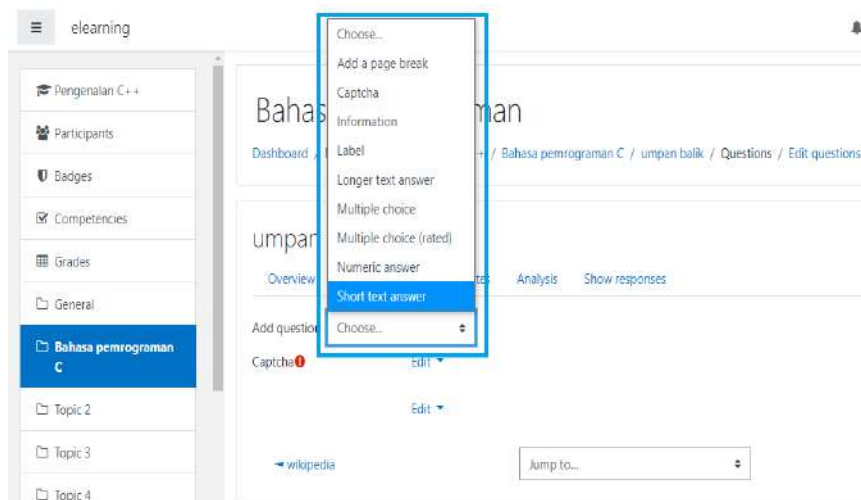 elearning
Pengenalan C++
Participants
Badges
Competencies
Grades
General
Bahasa pemrograman
C
Topic 2
Topic 3
Topic 4
Choose...
Add a page break
Captcha
Information
Label
Longer text answer
Multiple choice
Multiple choice (rated)
Numeric answer
Short text answer
Bahas man
Dashboard / / Bahasa pemrograman C / umpan balik / Questions / Edit questions
umpan
Overview Analysis Show responses
Add question Choose...
Captcha Edit
Edit
◄ wikipedia Jump to...